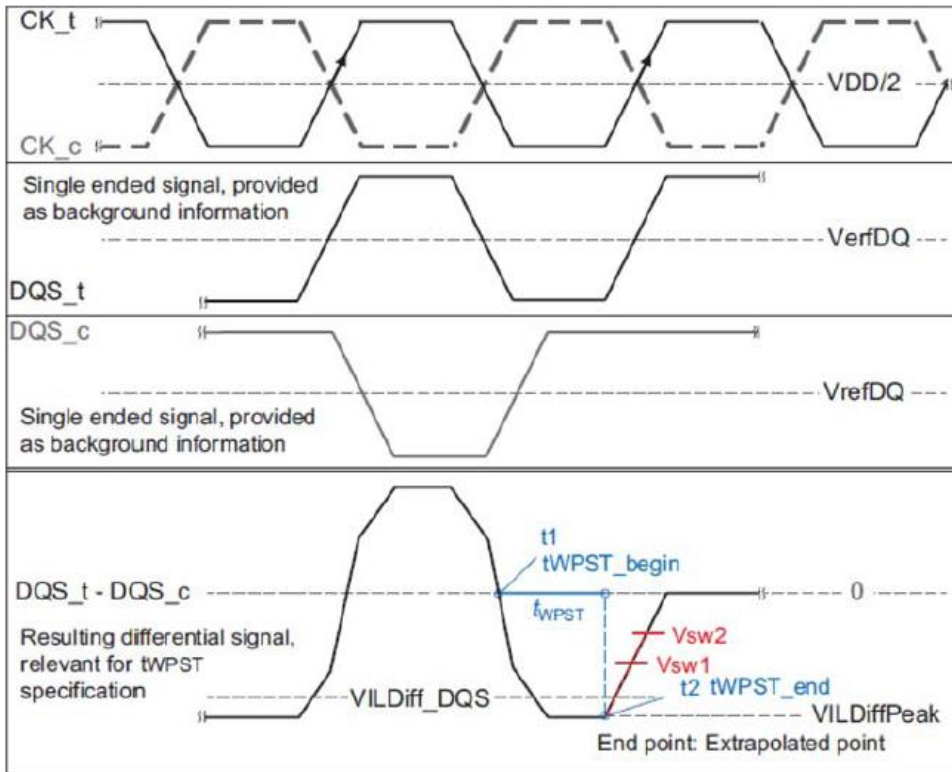 CK_t
VDD/2
CK_c
Single ended signal, provided
as background information
VerfDQ
DQS_t
DQS_c
VrefDQ
Single ended signal, provided
as background information
t1
tWPST_begin
DQS_t - DQS_c
0
tWPST
Resulting differential signal,
relevant for tWPST
specification
Vsw2
Vsw1
VILDiff_DQS
t2 tWPST_end
VILDiffPeak
End point: Extrapolated point